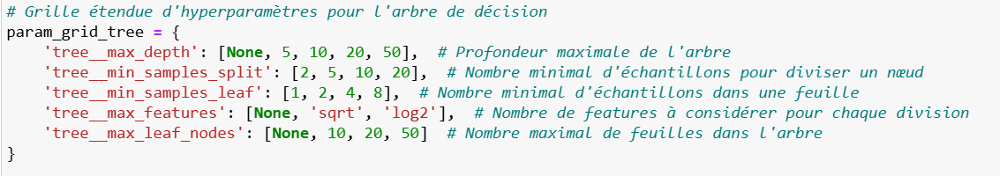 # Grille étendue d'hyperparamètres pour l'arbre de décision
param_grid_tree = {
    'tree__max_depth': [None, 5, 10, 20, 50],  # Profondeur maximale de l'arbre
    'tree__min_samples_split': [2, 5, 10, 20],  # Nombre minimal d'échantillons pour diviser un nœud
    'tree__min_samples_leaf': [1, 2, 4, 8],  # Nombre minimal d'échantillons dans une feuille
    'tree__max_features': [None, 'sqrt', 'log2'],  # Nombre de features à considérer pour chaque division
    'tree__max_leaf_nodes': [None, 10, 20, 50]  # Nombre maximal de feuilles dans l'arbre
}